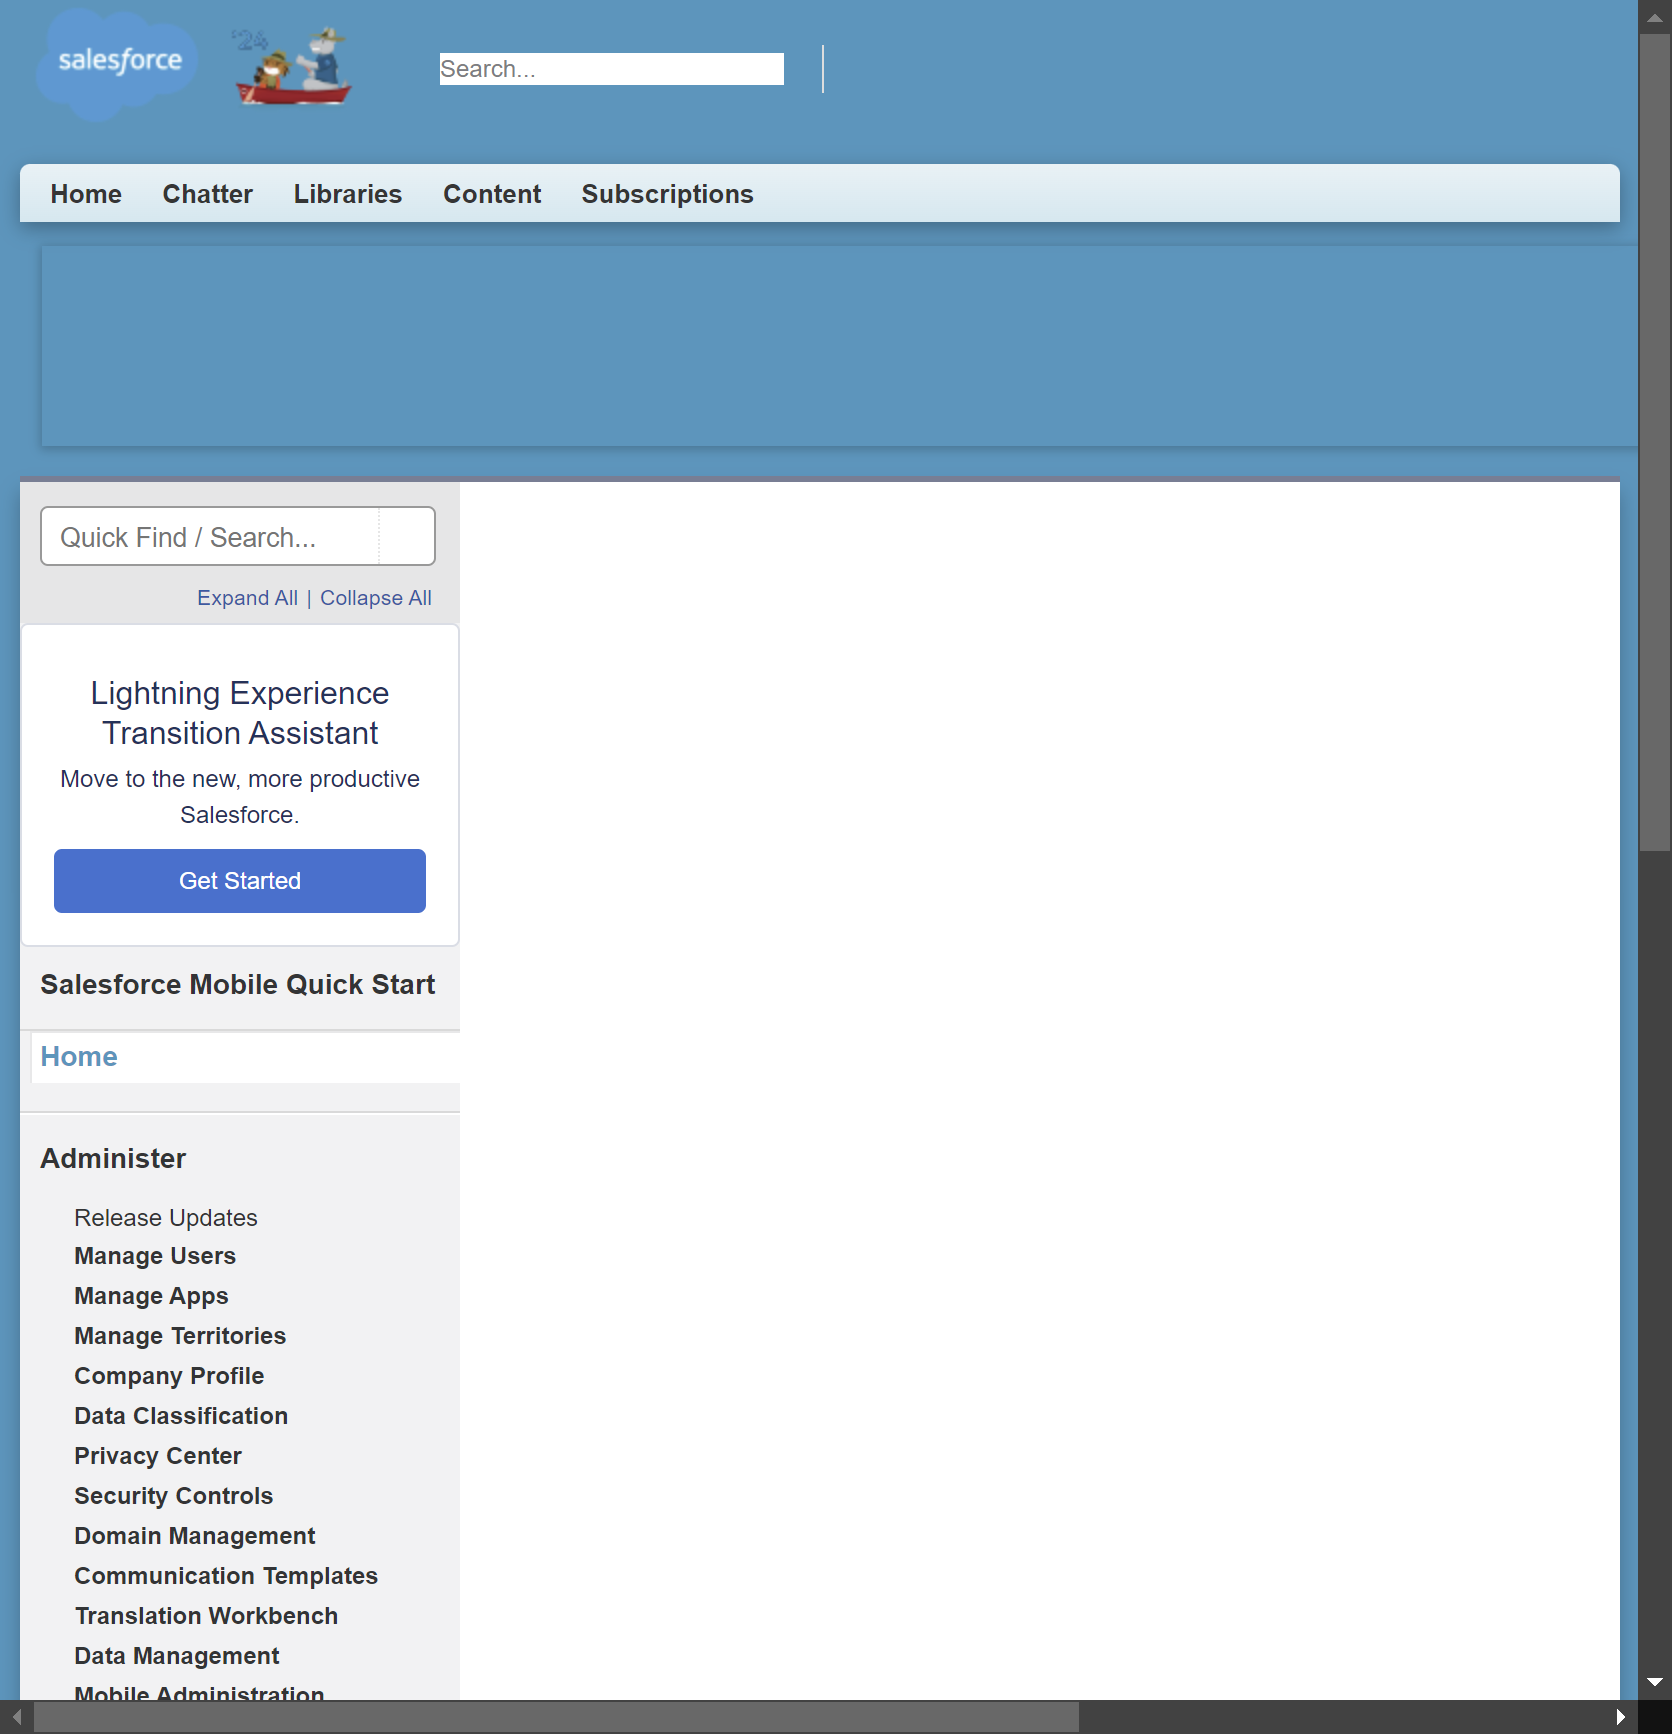 salesforce
'24
Search...
Home Chatter Libraries Content Subscriptions
Quick Find / Search...
Expand All | Collapse All
Lightning Experience
Transition Assistant
Move to the new, more productive
Salesforce.
Get Started
Salesforce Mobile Quick Start
Home
Administer
Release Updates
Manage Users
Manage Apps
Manage Territories
Company Profile
Data Classification
Privacy Center
Security Controls
Domain Management
Communication Templates
Translation Workbench
Data Management
Mobile Administration